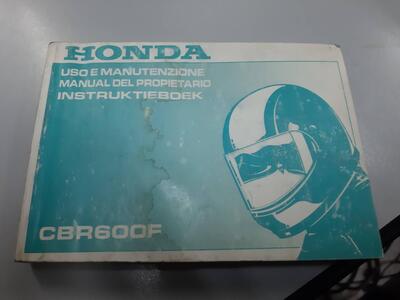 HONDA
USO E MANUTENZIONE
MANUAL DEL PROPIETARIO
INSTRUKTIEBOEK
CBR600F